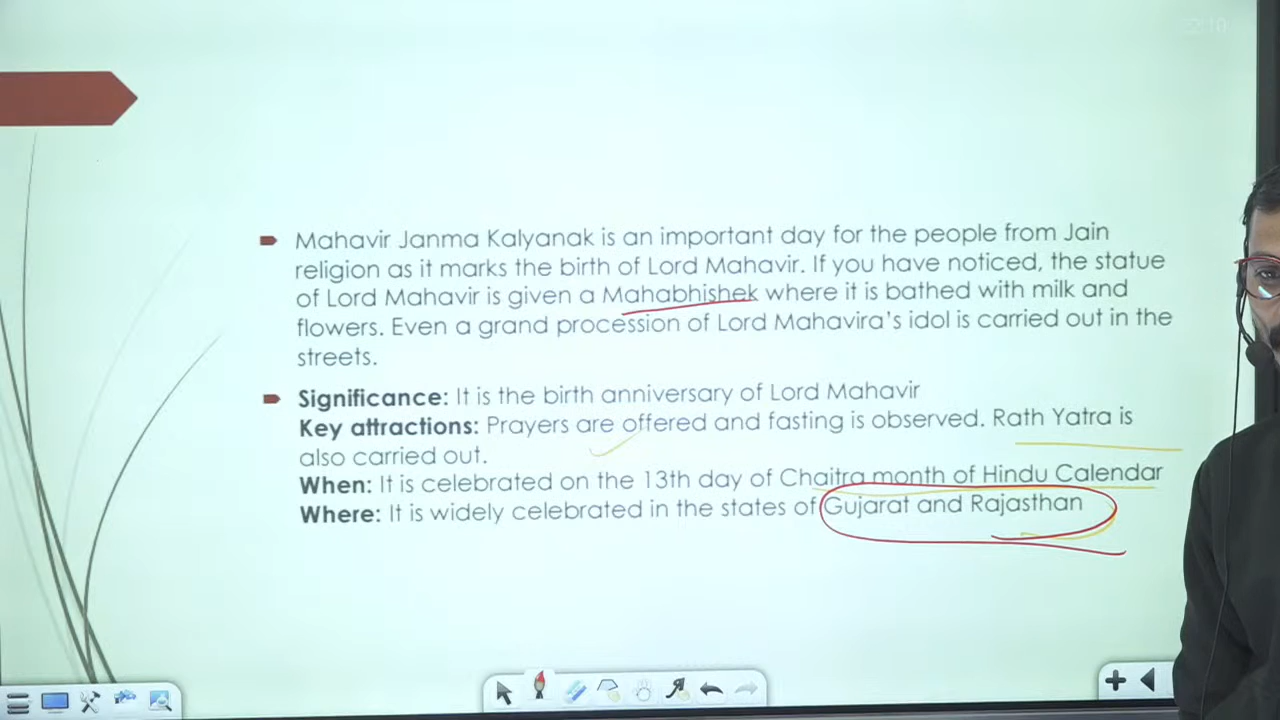 Mahavir Janma Kalyanak is an important day for the people from Jain
religion as it marks the birth of Lord Mahavir. If you have noticed, the statue
of Lord Mahavir is given a Mahabhishek where it is bathed with milk and
flowers. Even a grand procession of Lord Mahavira's idol is carried out in the
streets.
Significance: It is the birth anniversary of Lord Mahavir
Key attractions: Prayers are offered and fasting is observed. Rath Yatra is
also carried out.
When: It is celebrated on the 13th day of Chaitra month of Hindu Calendar
Where: It is widely celebrated in the states of Gujarat and Rajasthan